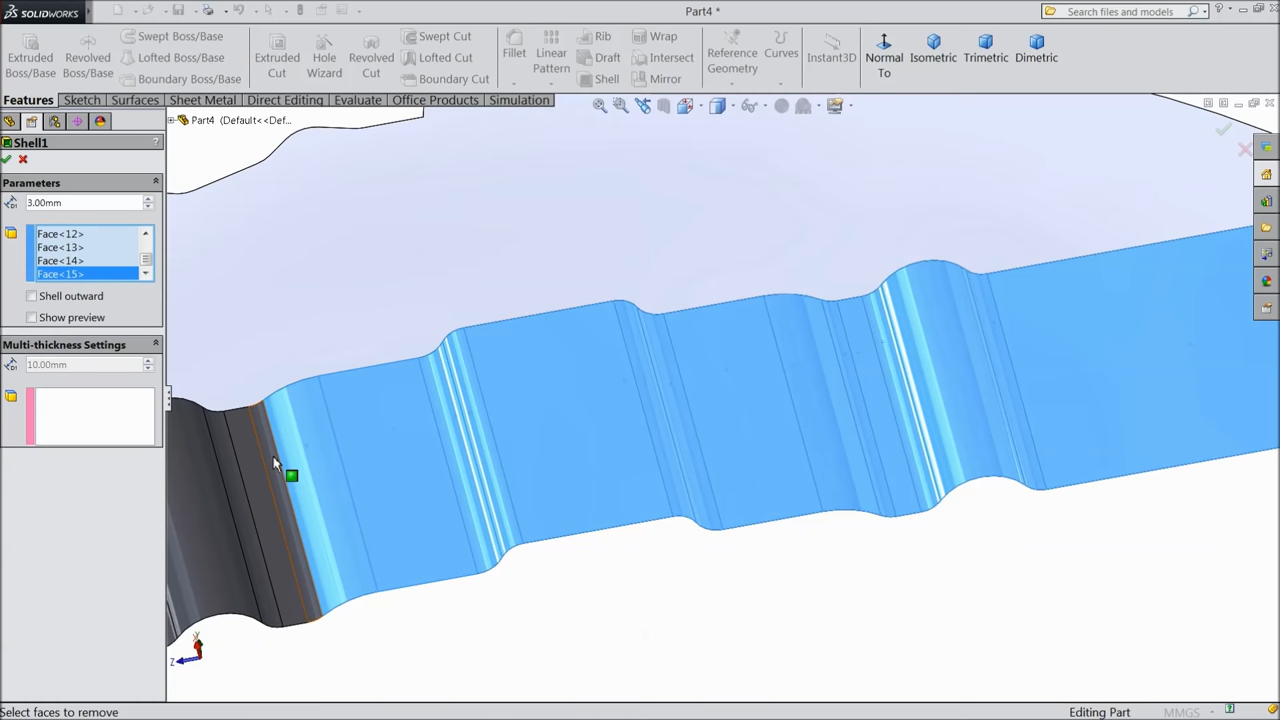 SOLIDWORKS
Part4 *
Search files and models
Extruded Boss/Base
Revolved Boss/Base
Swept Boss/Base
Lofted Boss/Base
Boundary Boss/Base
Extruded Cut
Hole Wizard
Revolved Cut
Swept Cut
Lofted Cut
Boundary Cut
Fillet
Linear Pattern
Rib
Draft
Shell
Wrap
Intersect
Mirror
Reference Geometry
Curves
Instant3D
Normal To
Isometric
Trimetric
Dimetric
Features
Sketch
Surfaces
Sheet Metal
Direct Editing
Evaluate
Office Products
Simulation
Part4 (Default<<Def...
Shell1
?
Parameters
3.00mm
Face<12>
Face<13>
Face<14>
Face<15>
Shell outward
Show preview
Multi-thickness Settings
10.00mm
Y
Z
Select faces to remove
Editing Part
MMGS